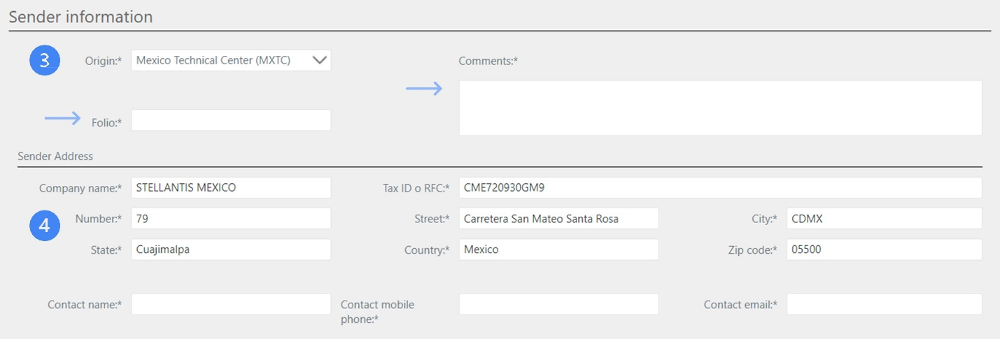 Sender information
3 Origin:* Mexico Technical Center (MXTC) Comments:*
Folio:*
Sender Address
Company name:* STELLANTIS MEXICO Tax ID o RFC:* CME720930GM9
4 Number:* 79 Street:* Carretera San Mateo Santa Rosa City:* CDMX
State:* Cuajimalpa Country:* Mexico Zip code:* 05500
Contact name:* Contact mobile phone:* Contact email:*